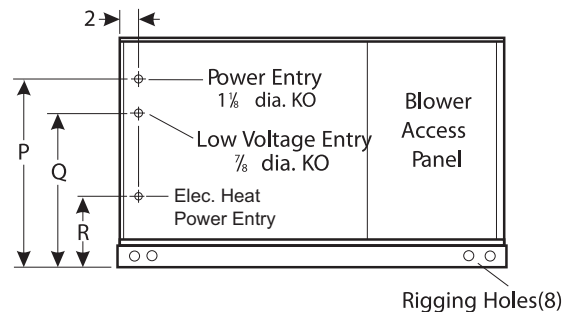 2
Power Entry
1⅛ dia. KO
Low Voltage Entry
⅞ dia. KO
Elec. Heat
Power Entry
Blower
Access
Panel
P
Q
R
Rigging Holes(8)